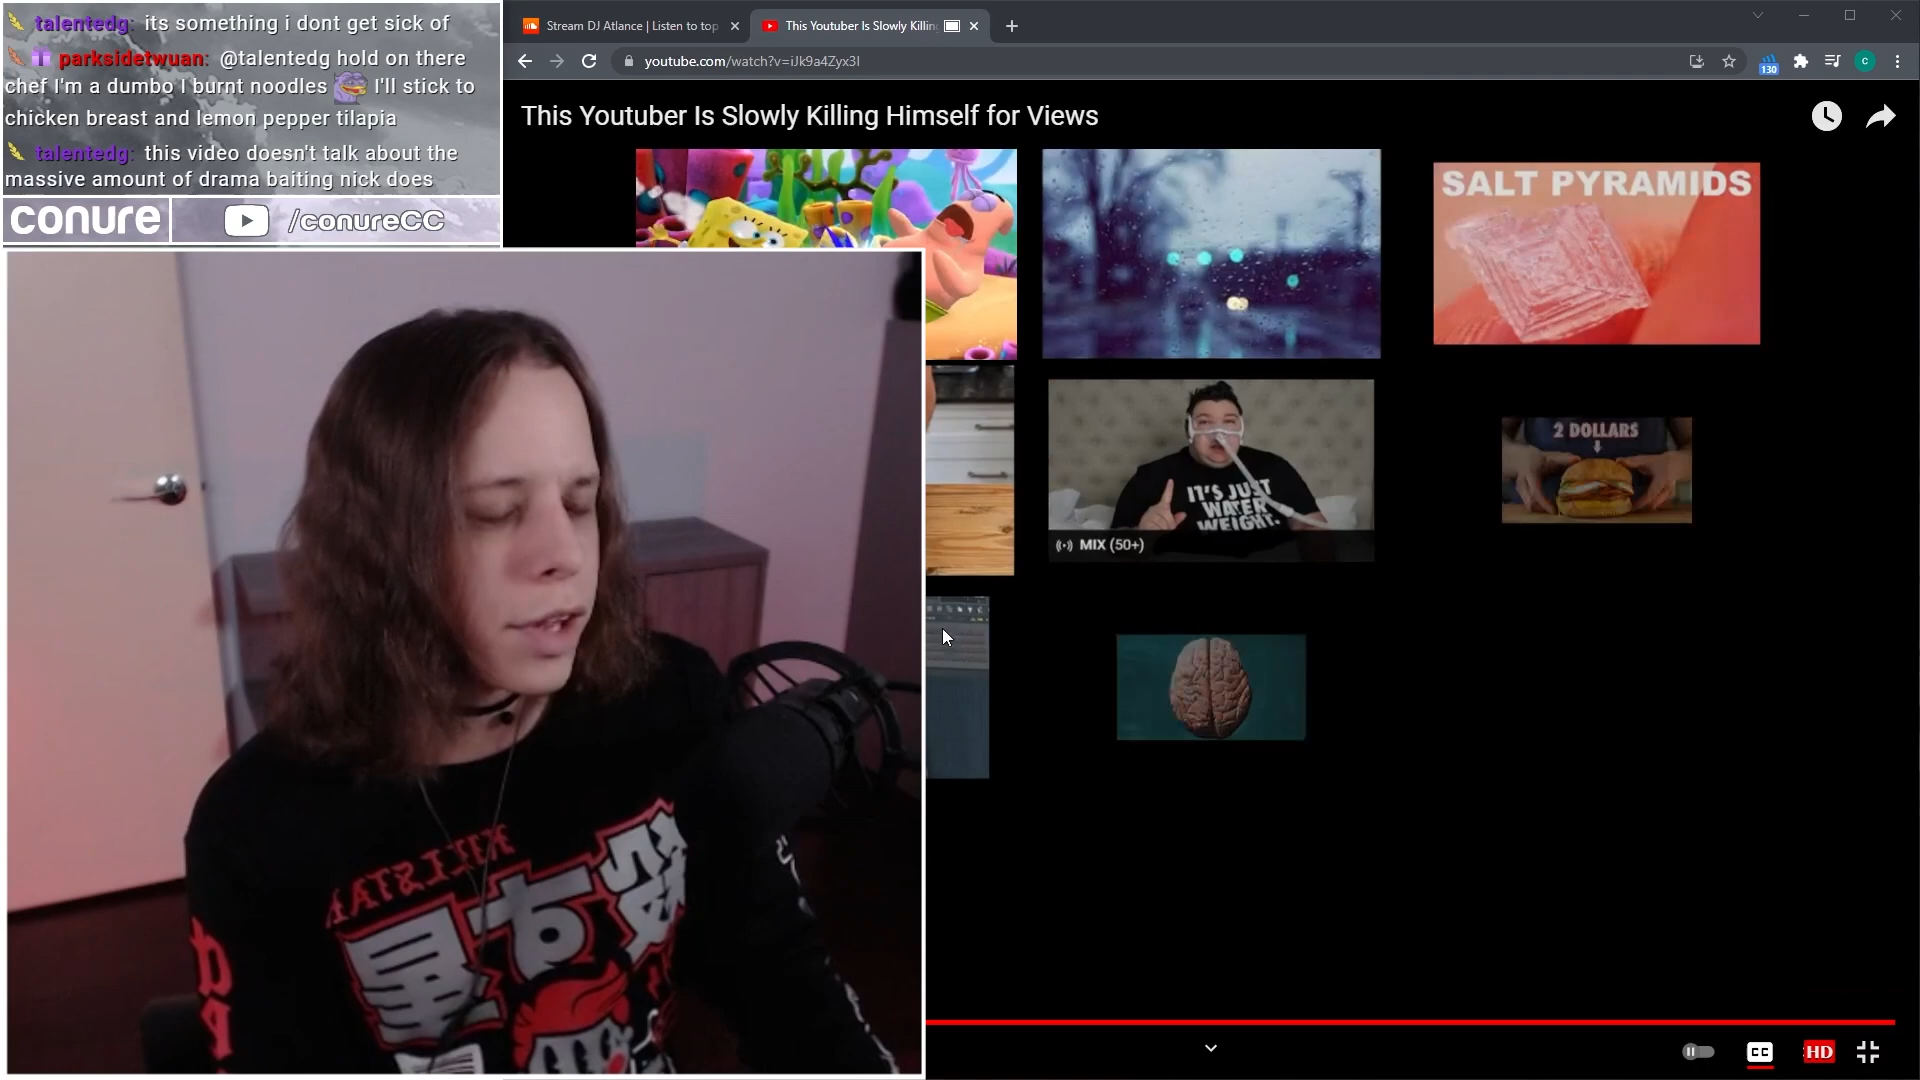 talentedg: its something i dont get sick of
parksidetwuan: @talentedg hold on there
chef I'm a dumbo I burnt noodles I'll stick to
chicken breast and lemon pepper tilapia
talentedg: this video doesn't talk about the
massive amount of drama baiting nick does
conure
/conureCC
Stream DJ Atlance | Listen to top
This Youtuber Is Slowly Killin
youtube.com/watch?v=iJk9a4Zyx3I
130
c
This Youtuber Is Slowly Killing Himself for Views
SALT PYRAMIDS
IT'S JUST
WATER
WEIGHT.
MIX (50+)
2 DOLLARS
CC
HD